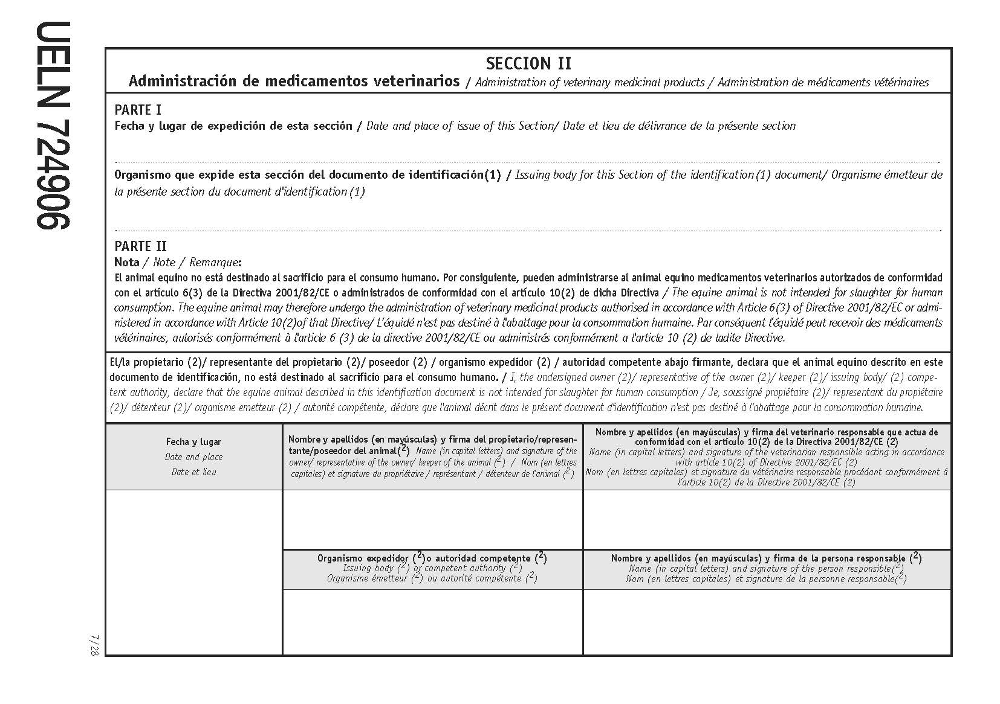 UELN 724906
SECCION II
Administración de medicamentos veterinarios / Administration of veterinary medicinal products / Administration de médicaments vétérinaires
PARTE I
Fecha y lugar de expedición de esta sección / Date and place of issue of this Section/ Date et lieu de délivrance de la présente section
Organismo que expide esta sección del documento de identificación(1) / Issuing body for this Section of the identification (1) document/ Organisme émetteur de
la présente section du document d'identification (1)
PARTE II
Nota / Note / Remarque:
El animal equino no está destinado al sacrificio para el consumo humano. Por consiguiente, pueden administrarse al animal equino medicamentos veterinarios autorizados de conformidad
con el artículo 6(3) de la Directiva 2001/82/CE o administrados de conformidad con el artículo 10(2) de dicha Directiva / The equine animal is not intended for slaughter for human
consumption. The equine animal may therefore undergo the administration of veterinary medicinal products authorised in accordance with Article 6(3) of Directive 2001/82/EC or admi-
nistered in accordance with Article 10(2)of that Directive/ L'équidé n'est pas destiné à l'abattage pour la consommation humaine. Par conséquent l'équidé peut recevoir des médicaments
vétérinaires, autorisés conformément à l'article 6 (3) de la directive 2001/82/CE ou administrés conformément a l'article 10 (2) de ladite Directive.
El/la propietario (2)/ representante del propietario (2)/ poseedor (2) / organismo expedidor (2) / autoridad competente abajo firmante, declara que el animal equino descrito en este
documento de identificación, no está destinado al sacrificio para el consumo humano. / I, the undersigned owner (2)/ representative of the owner (2)/ keeper (2)/ issuing body/ (2) compe-
tent authority, declare that the equine animal described in this identification document is not intended for slaughter for human consumption / Je, soussigné propiétaire (2)/ representant du propiétaire
(2)/ détenteur (2)/ organisme emetteur (2) / autorité compétente, déclare que l'animal décrit dans le présent document d'identification n'est pas destiné à l'abattage pour la consommation humaine.
Fecha y lugar
Date and place
Date et lieu
Nombre y apellidos (en mayúsculas) y firma del propietario/represen-
tante/poseedor del animal(2) Name (in capital letters) and signature of the
owner/ representative of the owner/ keeper of the animal (2) / Nom (en lettres
capitales) et signature du propriétaire / représentant / détenteur de l'animal (2)
Nombre y apellidos (en mayúsculas) y firma del veterinario responsable que actua de
conformidad con el artículo 10(2) de la Directiva 2001/82/CE (2)
Name (in capital letters) and signature of the veterinarian responsible acting in accordance
with article 10(2) of Directive 2001/82/EC (2)
Nom (en lettres capitales) et signature du vétérinaire responsable procédant conformément á
l'article 10(2) de la Directive 2001/82/CE (2)
Organismo expedidor (2)o autoridad competente (2)
Issuing body (2) or competent authority (2)
Organisme émetteur (2) ou autorité compétente (2)
Nombre y apellidos (en mayúsculas) y firma de la persona responsable (2)
Name (in capital letters) and signature of the person responsible(2)
Nom (en lettres capitales) et signature de la personne responsable(2)
7/28